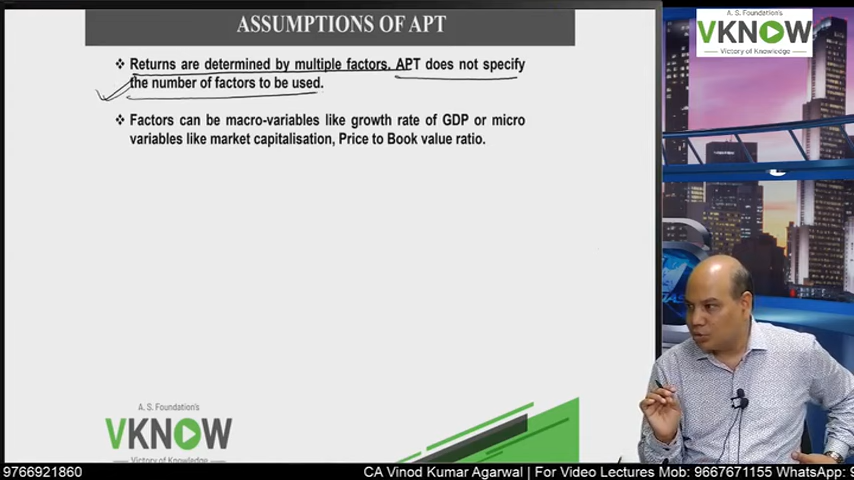 ASSUMPTIONS OF APT
A. S. Foundation's
VKNOW
Victory of Knowledge
❖ Returns are determined by multiple factors. APT does not specify
the number of factors to be used.
❖ Factors can be macro-variables like growth rate of GDP or micro
variables like market capitalisation, Price to Book value ratio.
A. S. Foundation's
VKNOW
Victory of Knowledge
9766921860
CA Vinod Kumar Agarwal | For Video Lectures Mob: 9667671155 WhatsApp: 9